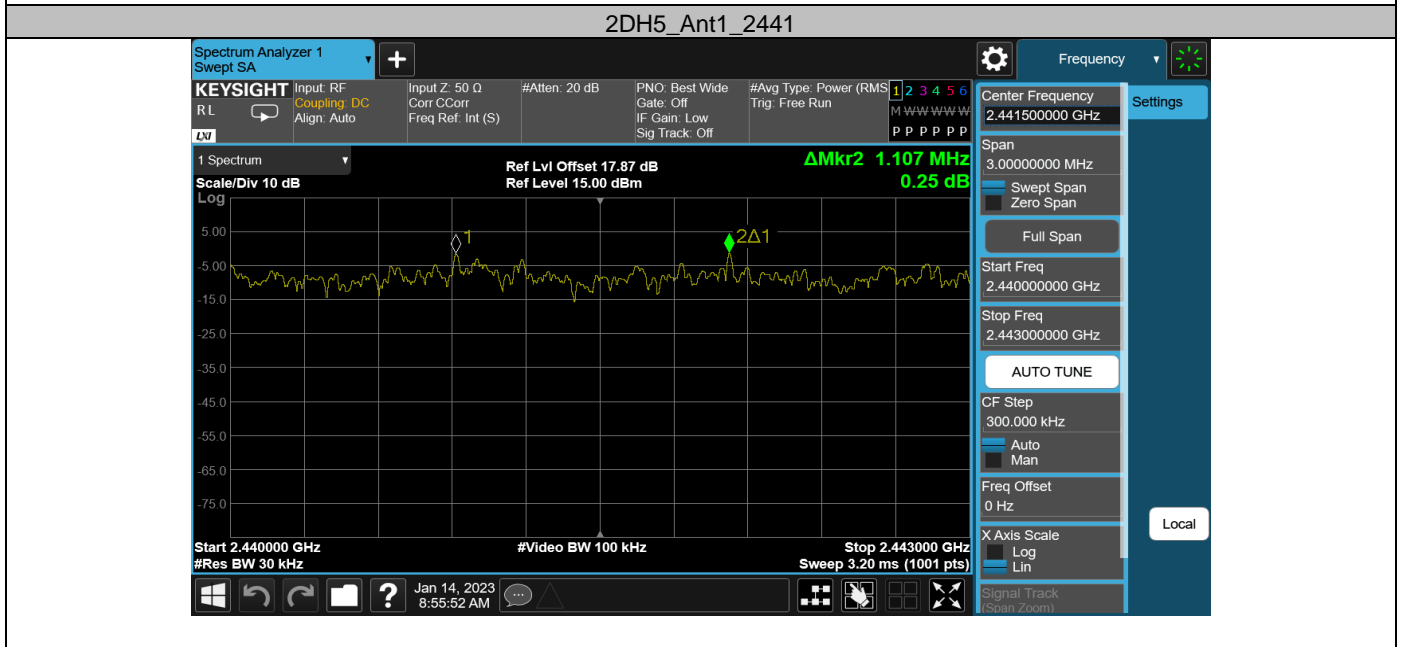 2DH5_Ant1_2441
Spectrum Analyzer 1
Swept SA
+
Frequency
KEYSIGHT
RL
LXI
Input: RF
Coupling: DC
Align: Auto
Input Z: 50 Ω
Corr CCorr
Freq Ref: Int (S)
#Atten: 20 dB
PNO: Best Wide
Gate: Off
IF Gain: Low
Sig Track: Off
#Avg Type: Power (RMS
Trig: Free Run
1 2 3 4 5 6
M W W W W W
P P P P P P
1 Spectrum
Scale/Div 10 dB
Ref Lvl Offset 17.87 dB
Ref Level 15.00 dBm
ΔMkr2 1.107 MHz
0.25 dB
Log
5.00
-5.00
-15.0
-25.0
-35.0
-45.0
-55.0
-65.0
-75.0
1
2Δ1
Start 2.440000 GHz
#Res BW 30 kHz
#Video BW 100 kHz
Stop 2.443000 GHz
Sweep 3.20 ms (1001 pts)
Center Frequency
2.441500000 GHz
Settings
Span
3.00000000 MHz
Swept Span
Zero Span
Full Span
Start Freq
2.440000000 GHz
Stop Freq
2.443000000 GHz
AUTO TUNE
CF Step
300.000 kHz
Auto
Man
Freq Offset
0 Hz
X Axis Scale
Log
Lin
Local
Signal Track
(Span Zoom)
?
Jan 14, 2023
8:55:52 AM